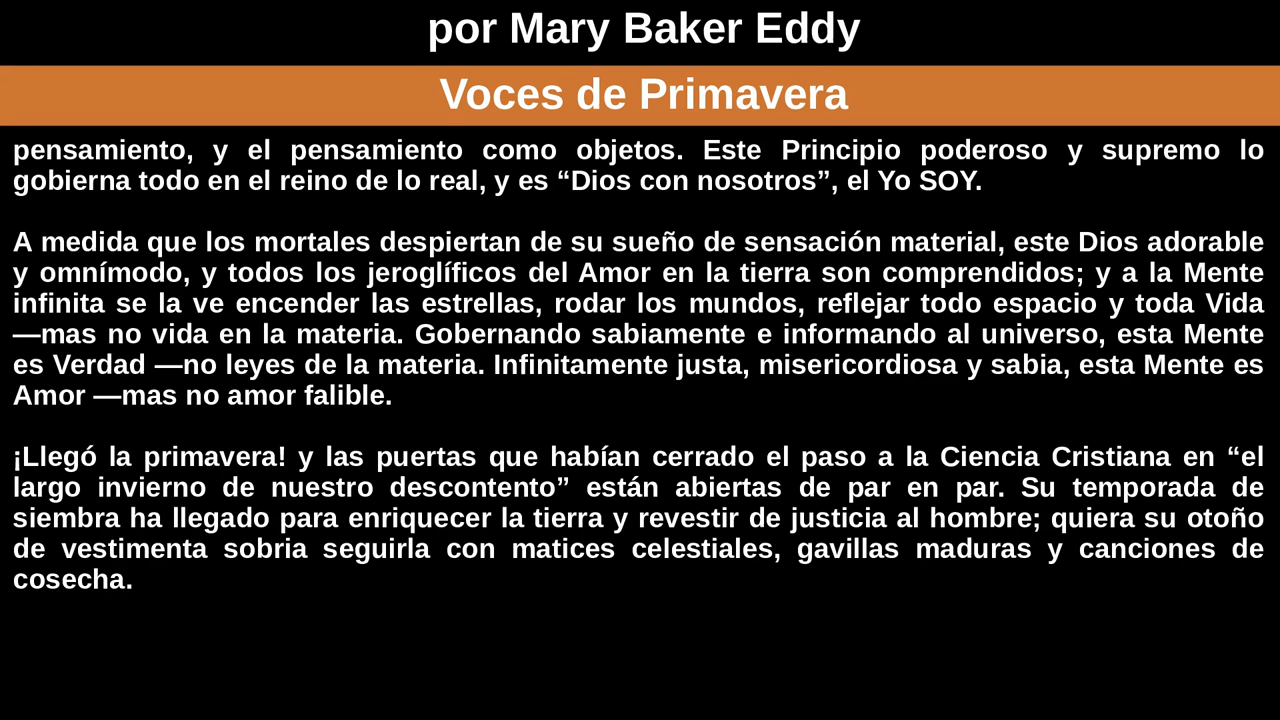 por Mary Baker Eddy
Voces de Primavera
pensamiento, y el pensamiento como objetos. Este Principio poderoso y supremo lo
gobierna todo en el reino de lo real, y es “Dios con nosotros”, el Yo SOY.
A medida que los mortales despiertan de su sueño de sensación material, este Dios adorable
y omnímodo, y todos los jeroglíficos del Amor en la tierra son comprendidos; y a la Mente
infinita se la ve encender las estrellas, rodar los mundos, reflejar todo espacio y toda Vida
—mas no vida en la materia. Gobernando sabiamente e informando al universo, esta Mente
es Verdad —no leyes de la materia. Infinitamente justa, misericordiosa y sabia, esta Mente es
Amor —mas no amor falible.
¡Llegó la primavera! y las puertas que habían cerrado el paso a la Ciencia Cristiana en “el
largo invierno de nuestro descontento” están abiertas de par en par. Su temporada de
siembra ha llegado para enriquecer la tierra y revestir de justicia al hombre; quiera su otoño
de vestimenta sobria seguirla con matices celestiales, gavillas maduras y canciones de
cosecha.